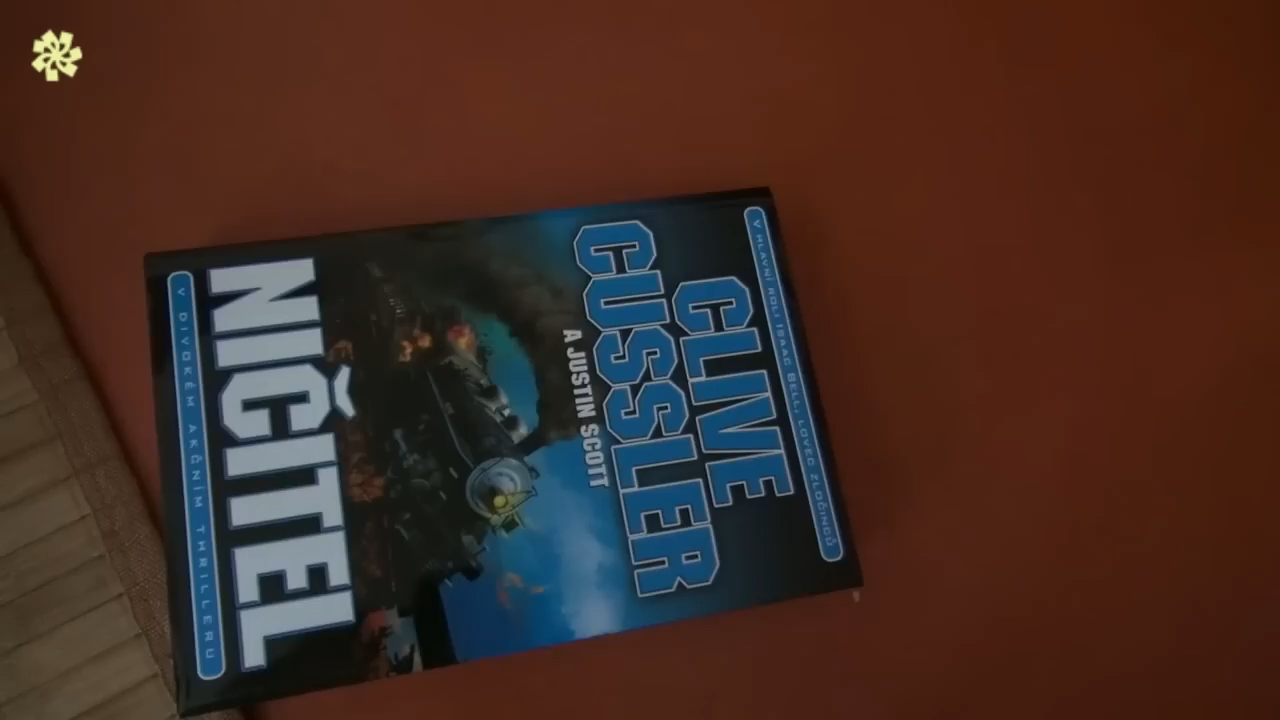 V HLAVNÍ ROLI ISAAC BELL, LOVEC ZLOČINCŮ
CLIVE
CUSSLER
A JUSTIN SCOTT
NIČITEL
V DIVOKÉM AKČNÍM THRILLERU